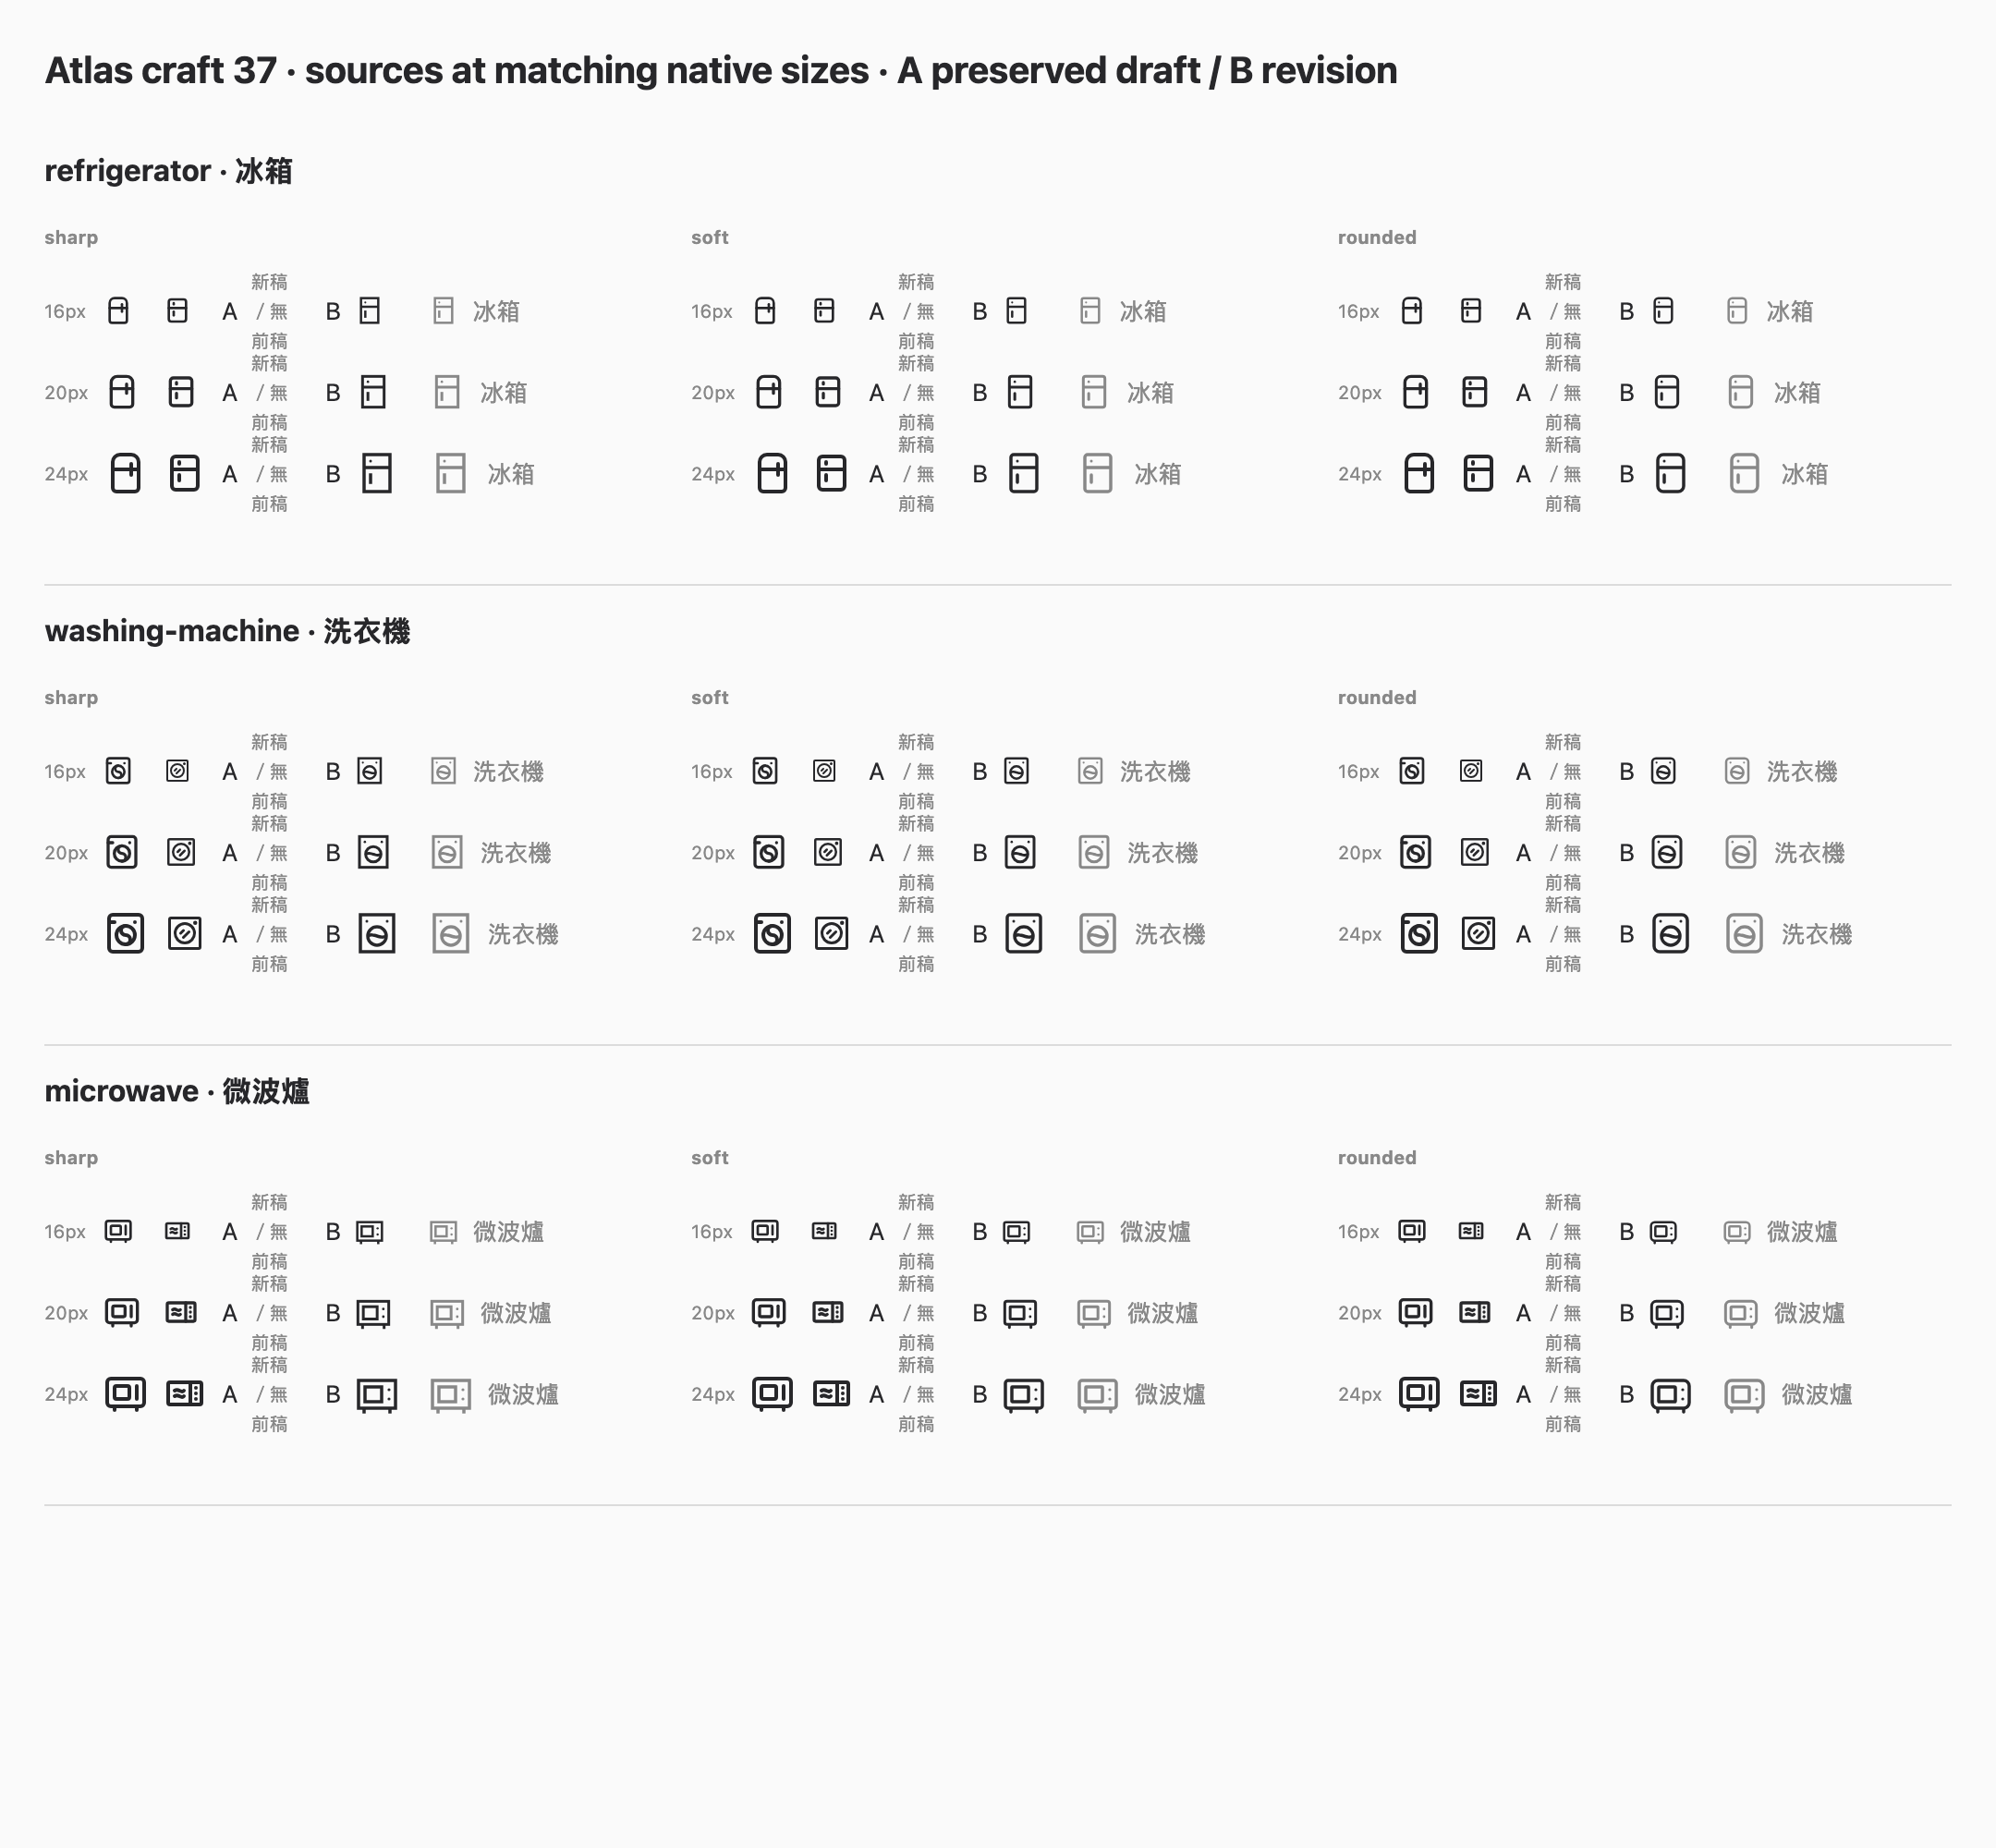 Atlas craft 37 · sources at matching native sizes · A preserved draft / B revision
refrigerator · 冰箱
sharp
16px A 新稿 / 無 前稿 B 冰箱
20px A 新稿 / 無 前稿 B 冰箱
24px A 新稿 / 無 前稿 B 冰箱
soft
16px A 新稿 / 無 前稿 B 冰箱
20px A 新稿 / 無 前稿 B 冰箱
24px A 新稿 / 無 前稿 B 冰箱
rounded
16px A 新稿 / 無 前稿 B 冰箱
20px A 新稿 / 無 前稿 B 冰箱
24px A 新稿 / 無 前稿 B 冰箱
washing-machine · 洗衣機
sharp
16px A 新稿 / 無 前稿 B 洗衣機
20px A 新稿 / 無 前稿 B 洗衣機
24px A 新稿 / 無 前稿 B 洗衣機
soft
16px A 新稿 / 無 前稿 B 洗衣機
20px A 新稿 / 無 前稿 B 洗衣機
24px A 新稿 / 無 前稿 B 洗衣機
rounded
16px A 新稿 / 無 前稿 B 洗衣機
20px A 新稿 / 無 前稿 B 洗衣機
24px A 新稿 / 無 前稿 B 洗衣機
microwave · 微波爐
sharp
16px A 新稿 / 無 前稿 B 微波爐
20px A 新稿 / 無 前稿 B 微波爐
24px A 新稿 / 無 前稿 B 微波爐
soft
16px A 新稿 / 無 前稿 B 微波爐
20px A 新稿 / 無 前稿 B 微波爐
24px A 新稿 / 無 前稿 B 微波爐
rounded
16px A 新稿 / 無 前稿 B 微波爐
20px A 新稿 / 無 前稿 B 微波爐
24px A 新稿 / 無 前稿 B 微波爐